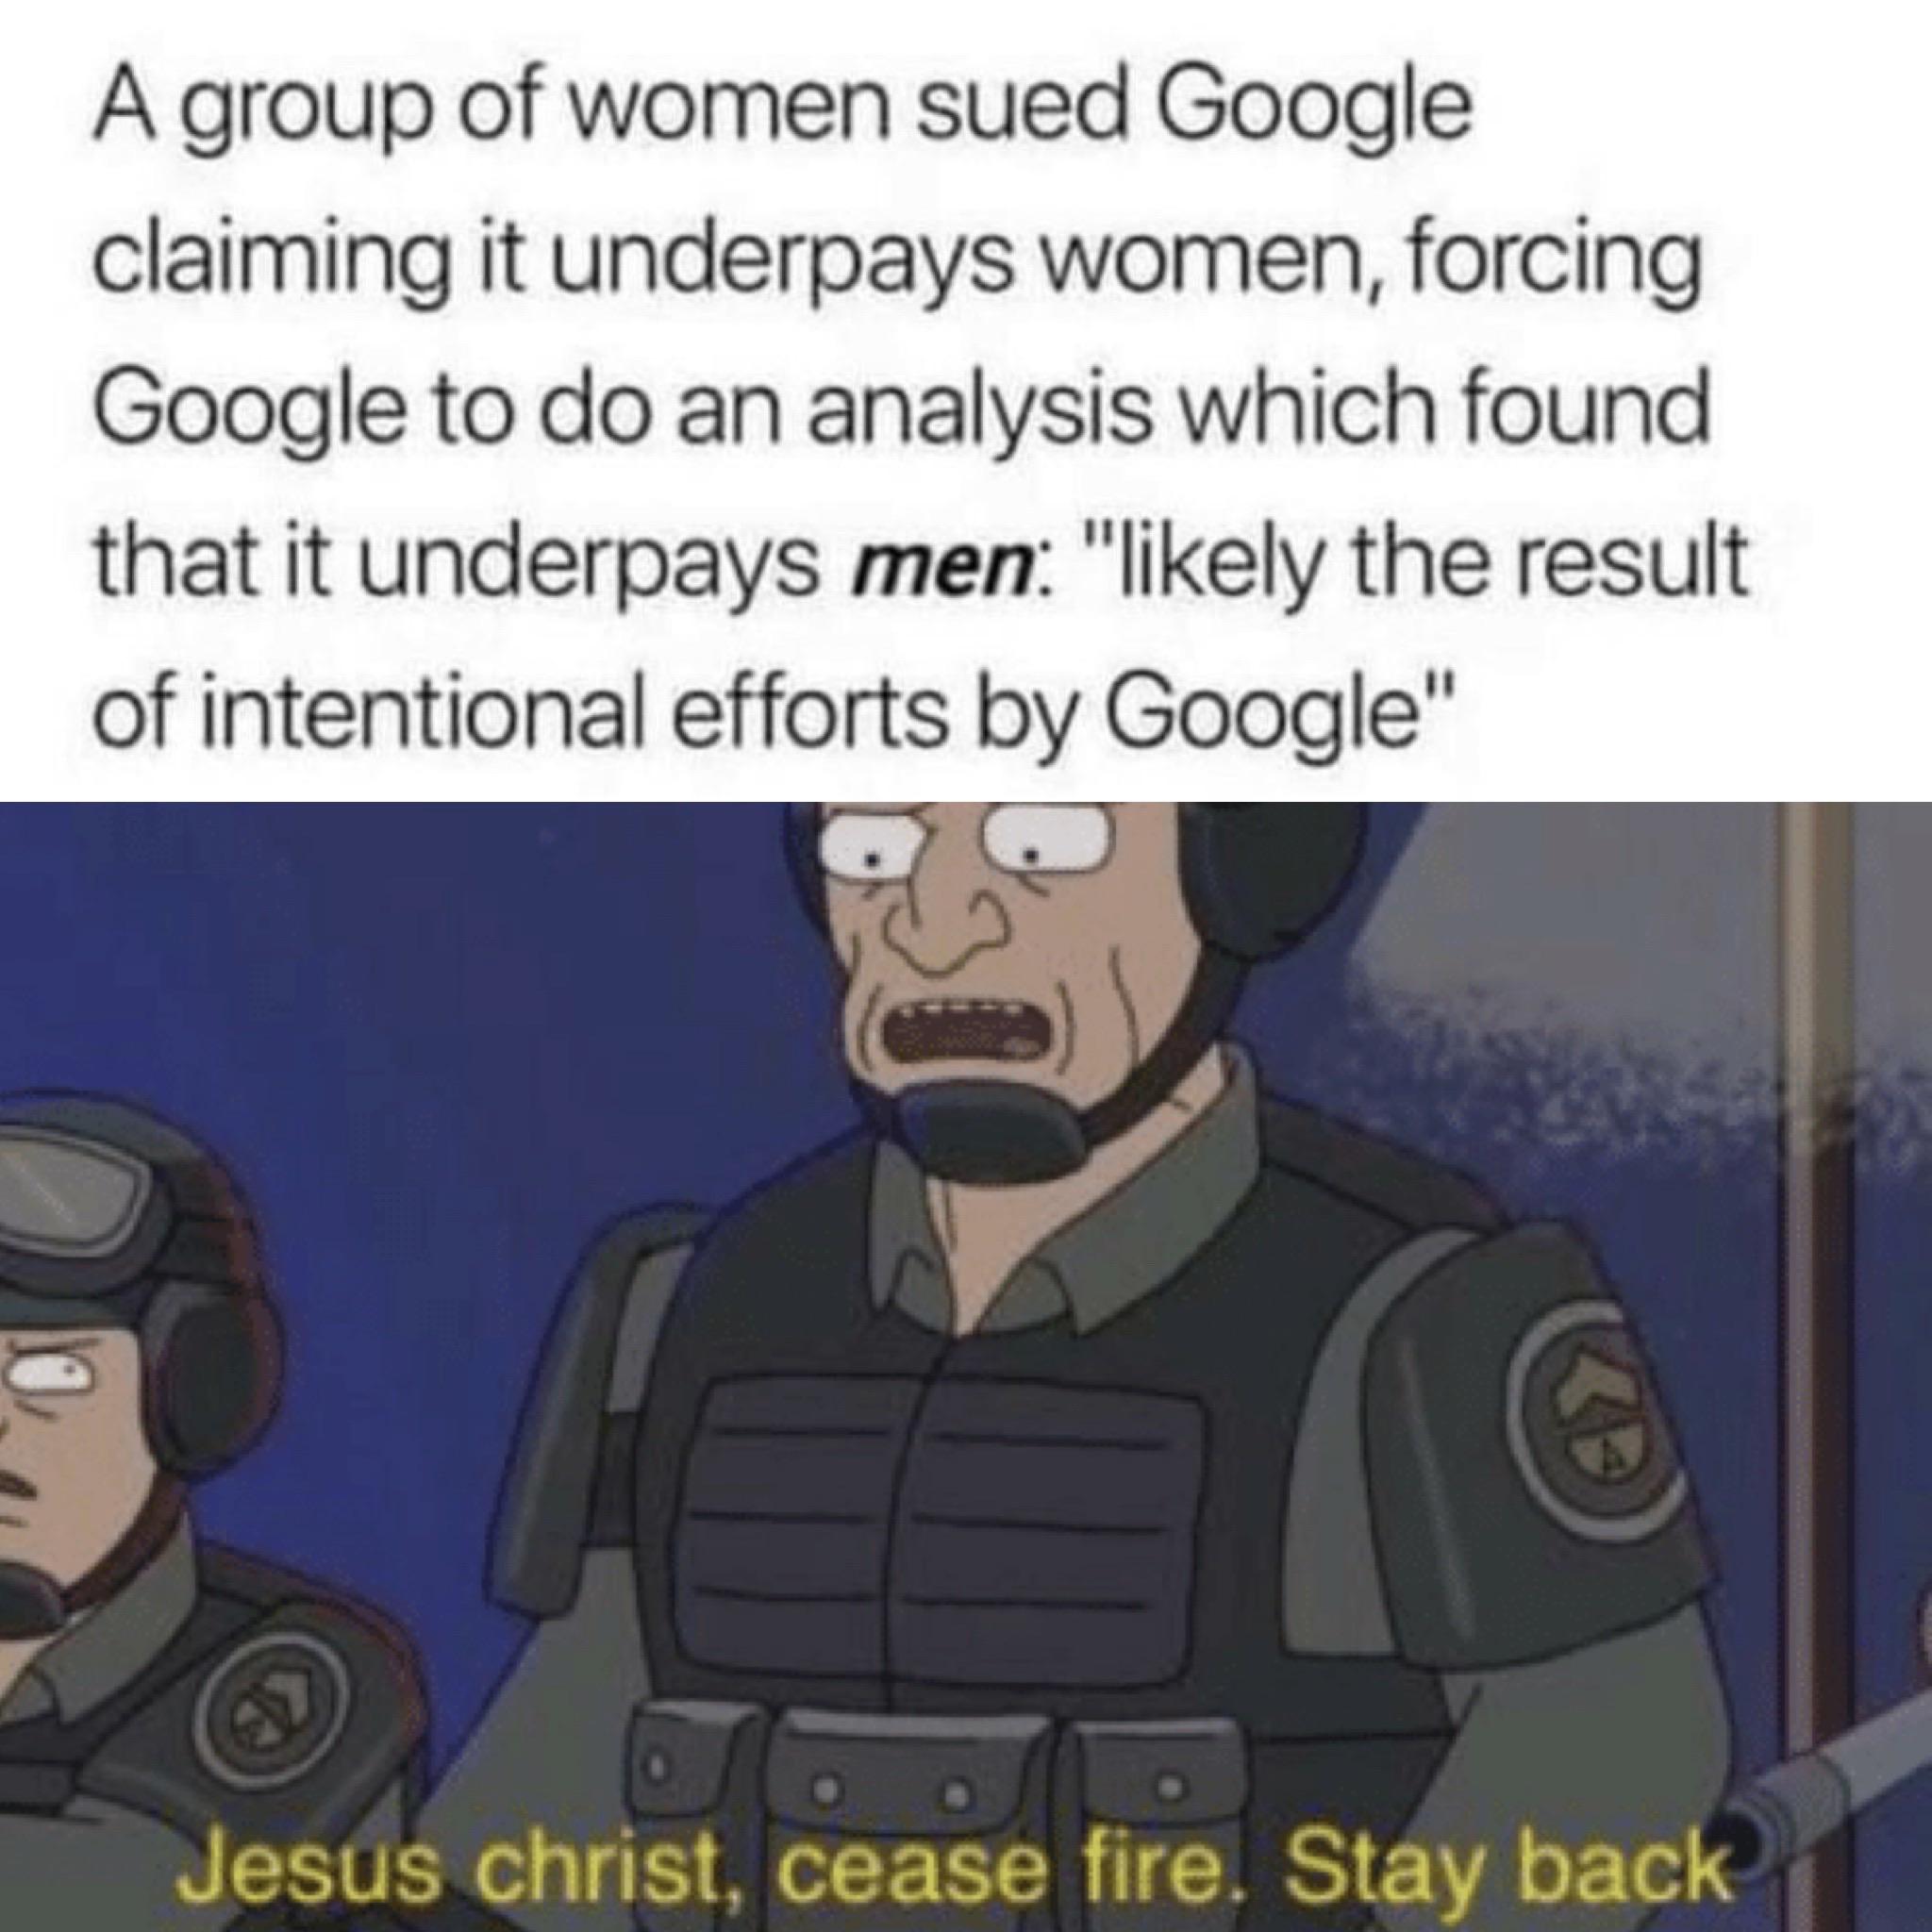 A group of women sued Google
claiming it underpays women, forcing
Google to do an analysis which found
that it underpays men: "likely the result
of intentional efforts by Google"
Jesus christ, cease fire. Stay back